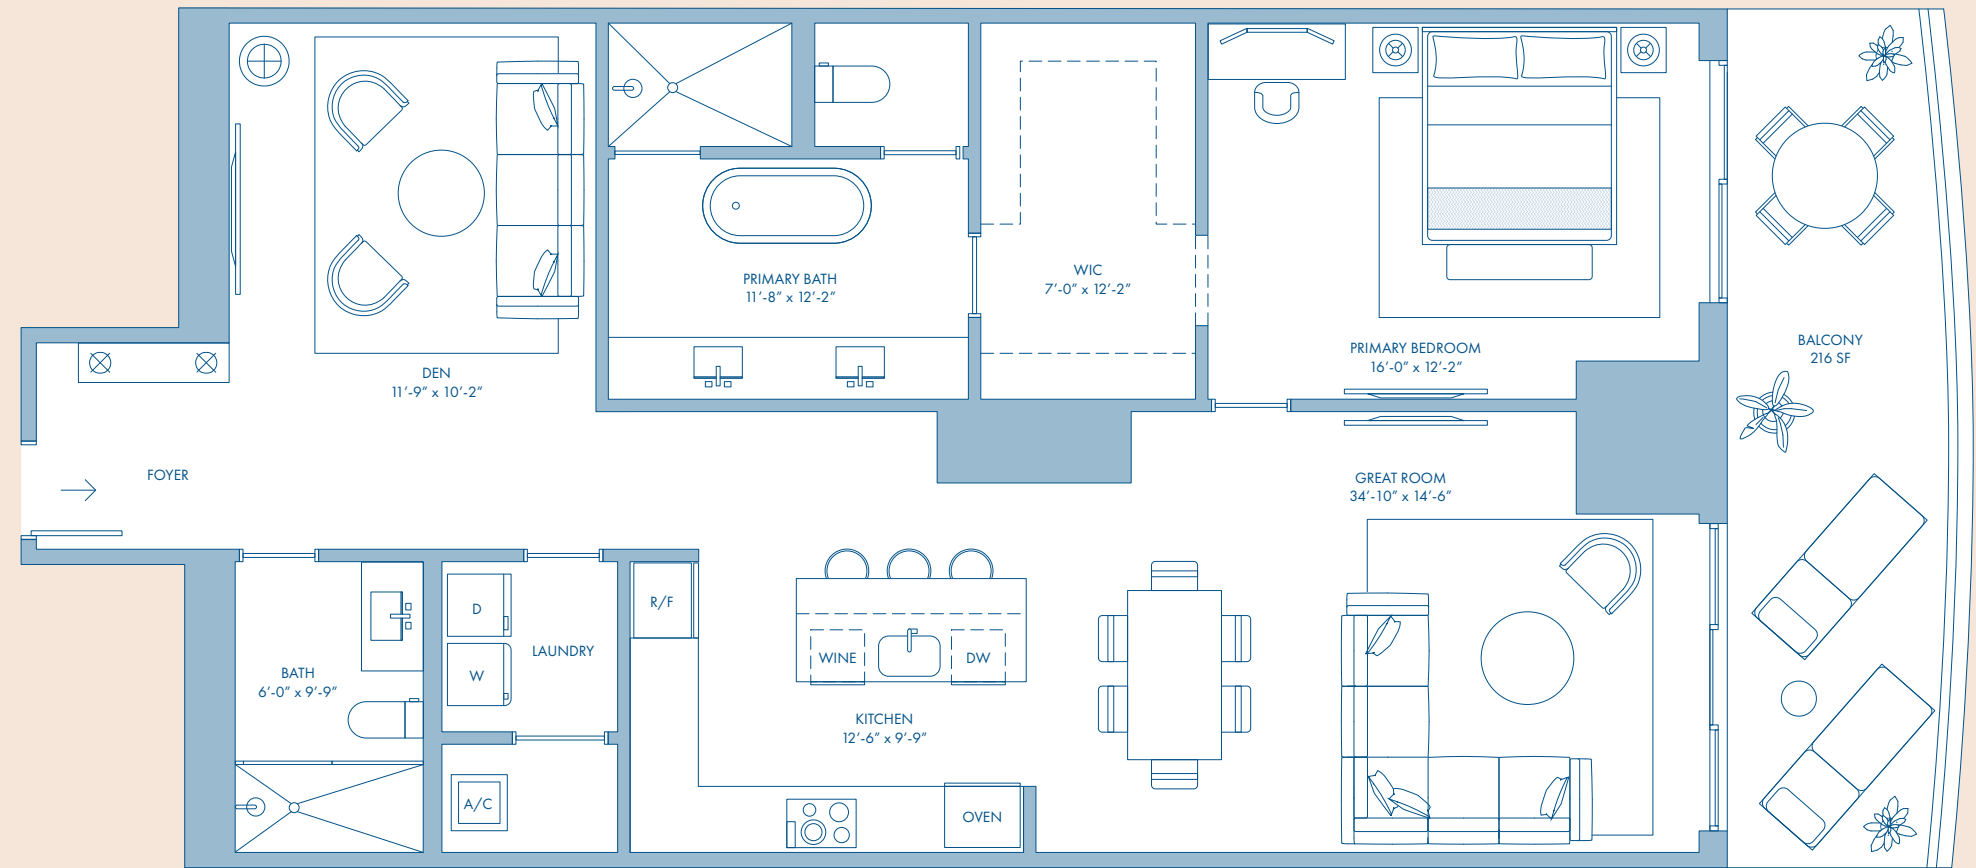 DEN
11’-9” x 10’-2”
PRIMARY BATH
11’-8” x 12’-2”
WIC
7’-0” x 12’-2”
PRIMARY BEDROOM
16’-0” x 12’-2”
BALCONY
216 SF
FOYER
GREAT ROOM
34’-10” x 14’-6”
BATH
6’-0” x 9’-9”
D
W
LAUNDRY
A/C
R/F
WINE
DW
KITCHEN
12’-6” x 9’-9”
OVEN